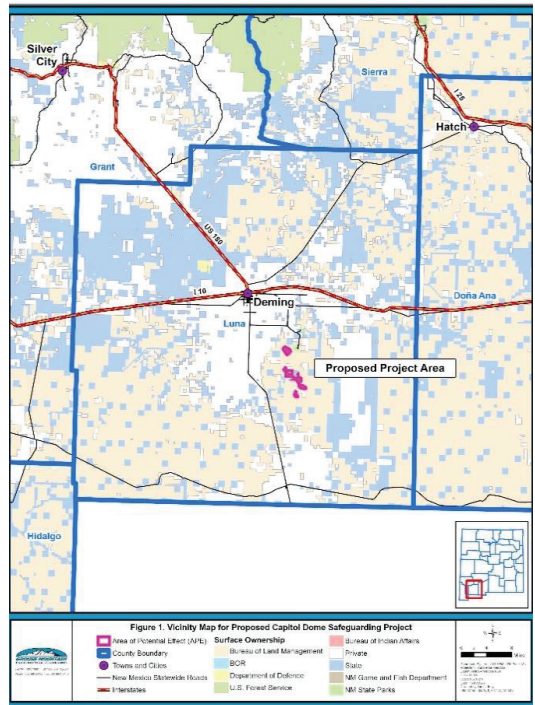 Silver
City
Sierra
I 25
Hatch
Grant
US 180
I 10
Deming
Doña Ana
Luna
Proposed Project Area
Hidalgo
Figure 1. Vicinity Map for Proposed Capitol Dome Safeguarding Project
Area of Potential Effect (APE)
County Boundary
Towns and Cities
New Mexico Statewide Roads
Interstates
Surface Ownership
Bureau of Land Management
BOR
Department of Defence
U.S. Forest Service
Bureau of Indian Affairs
Private
State
NM Game and Fish Department
NM State Parks